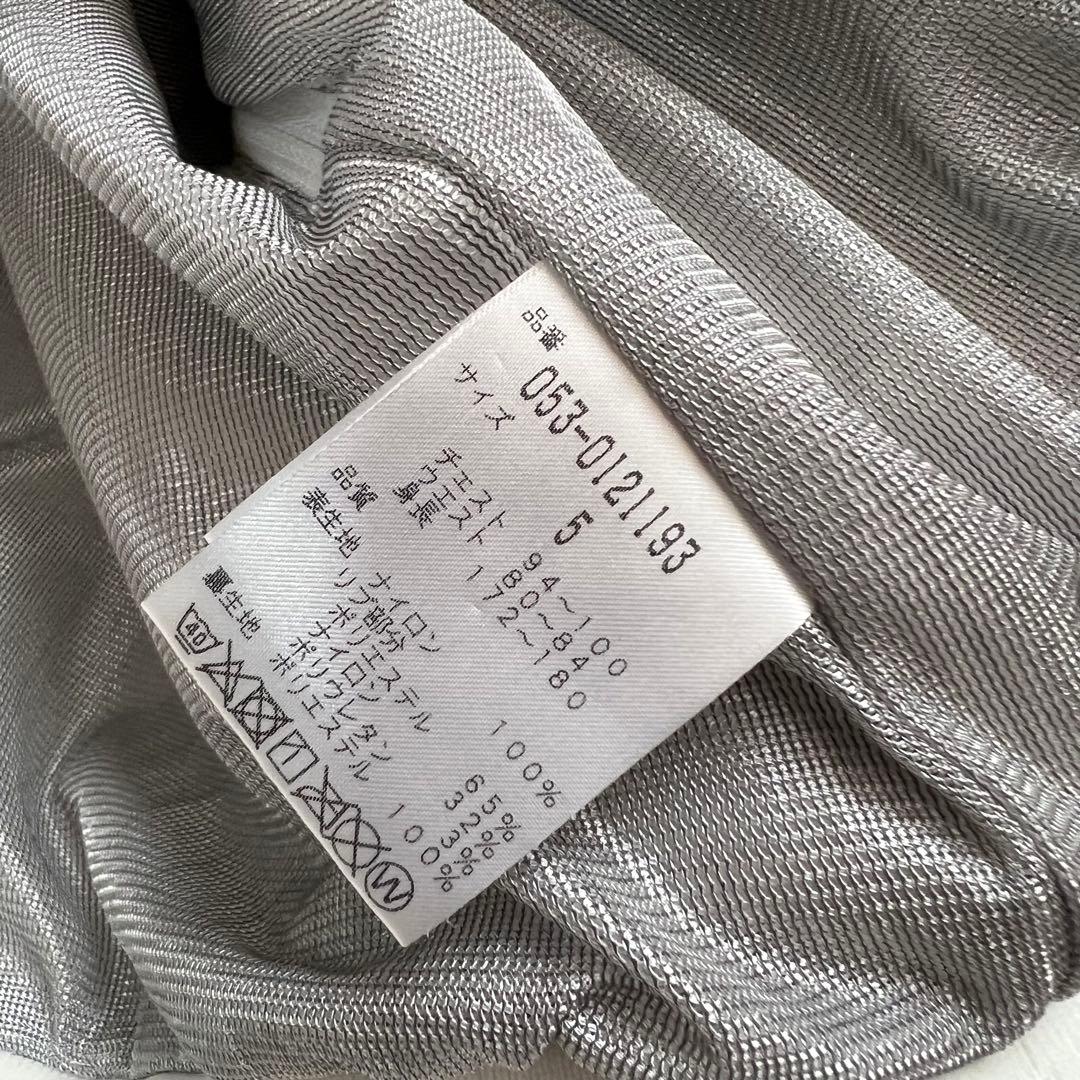 品番 053-0121193
サイズ 5
チェスト 94~100
ウエスト 80~84
身長 172~180
品質
表生地 ナイロン 100%
リブ部分
ポリエステル 65%
ナイロン 32%
ポリウレタン 3%
裏生地 ポリエステル 100%
40
W